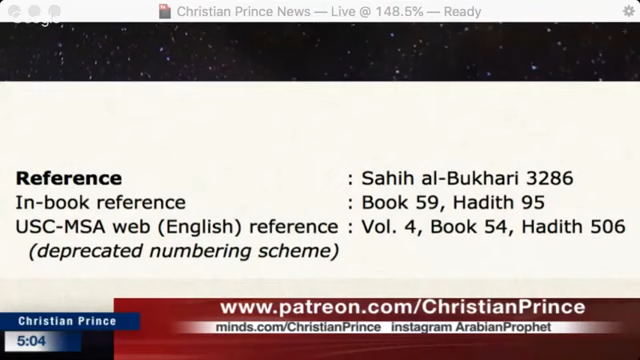 Christian Prince News — Live @ 148.5% — Ready
Google
Reference : Sahih al-Bukhari 3286
In-book reference : Book 59, Hadith 95
USC-MSA web (English) reference : Vol. 4, Book 54, Hadith 506
(deprecated numbering scheme)
www.patreon.com/ChristianPrince
Christian Prince
minds.com/ChristianPrince instagram ArabianProphet
5:04